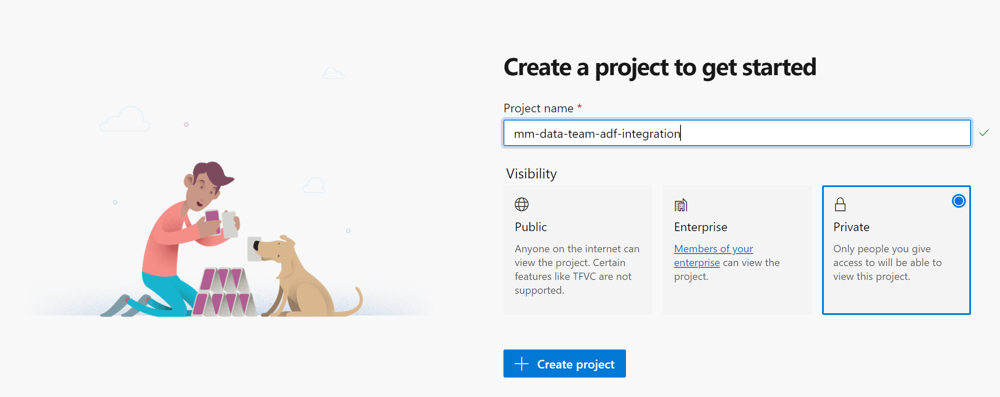 Create a project to get started
Project name *
mm-data-team-adf-integration
Visibility
Public
Anyone on the internet can
view the project. Certain
features like TFVC are not
supported.
Enterprise
Members of your
enterprise can view the
project.
Private
Only people you give
access to will be able to
view this project.
Create project